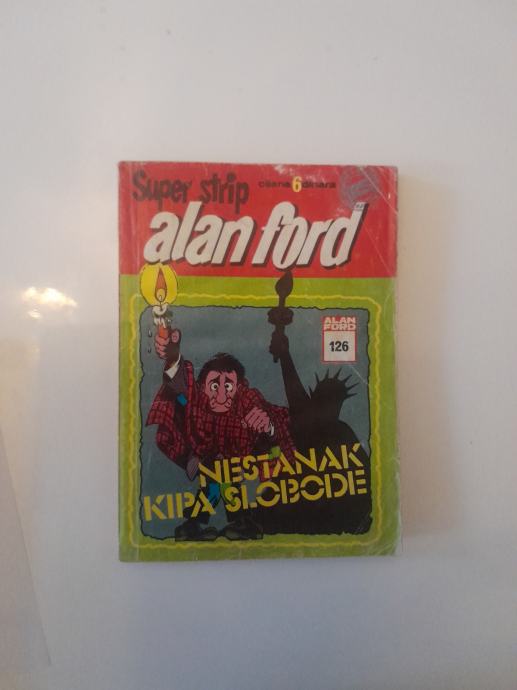 Super strip
cijena 6 dinara
alan ford
ALAN
FORD
126
NESTANAK
KIPA SLOBODE